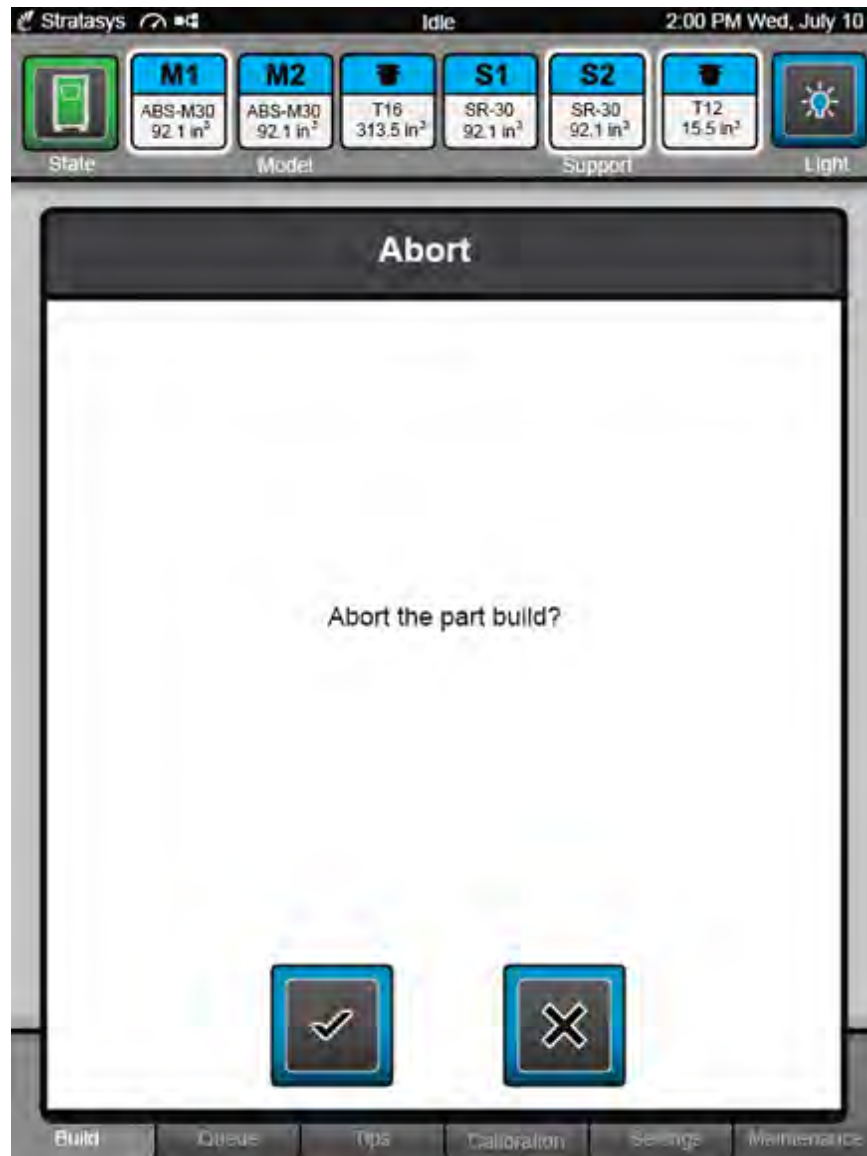 Stratasys Idle 2:00 PM Wed, July 10
M1 M2 S1 S2
ABS-M30 ABS-M30 T16 SR-30 SR-30 T12
92.1 in³ 92.1 in³ 313.5 in³ 92.1 in³ 92.1 in³ 15.5 in³
State Model Support Light
Abort
Abort the part build?
Build Queue Tips Calibration Settings Maintenance